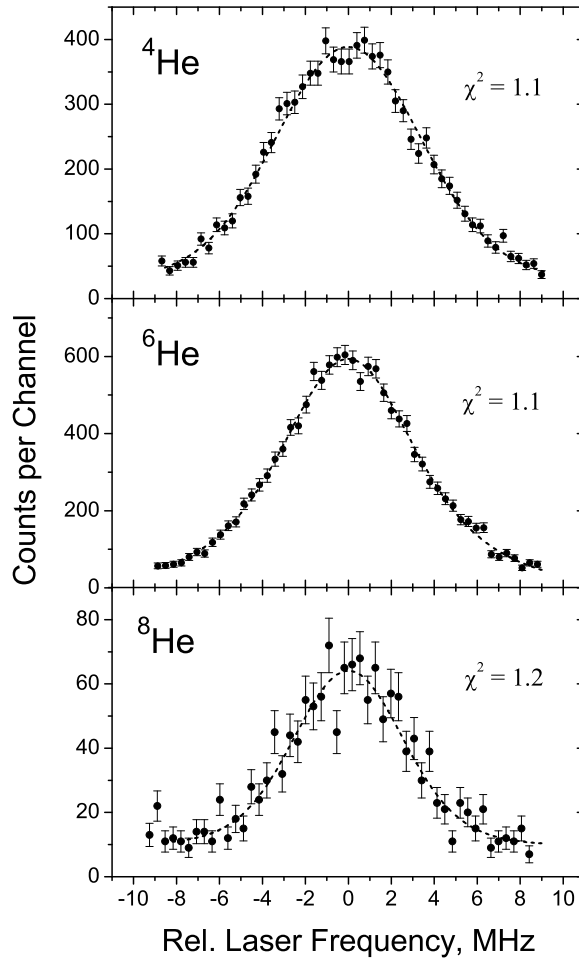 ⁴He
χ² = 1.1
400
300
200
100
0
⁶He
χ² = 1.1
600
400
200
0
⁸He
χ² = 1.2
80
60
40
20
0
Counts per Channel
-10 -8 -6 -4 -2 0 2 4 6 8 10
Rel. Laser Frequency, MHz